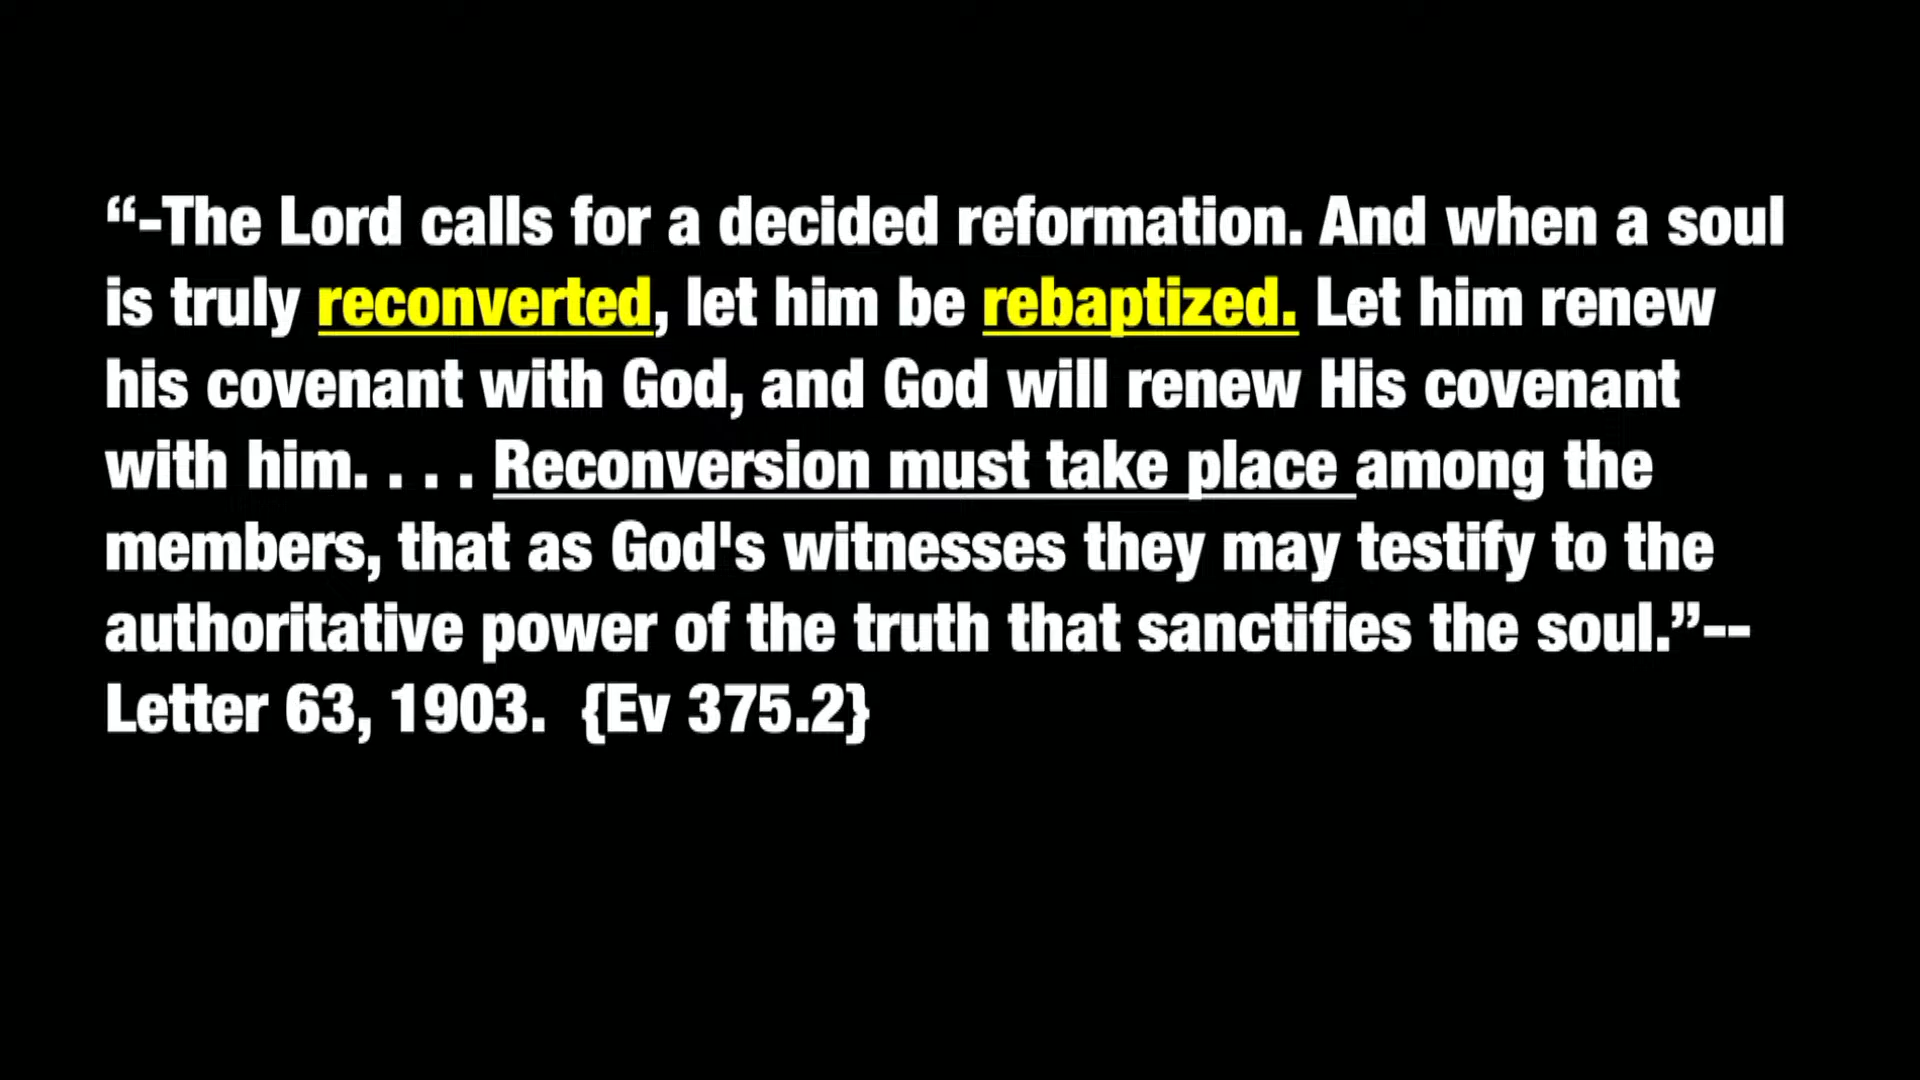 “-The Lord calls for a decided reformation. And when a soul
is truly reconverted, let him be rebaptized. Let him renew
his covenant with God, and God will renew His covenant
with him. . . . Reconversion must take place among the
members, that as God's witnesses they may testify to the
authoritative power of the truth that sanctifies the soul.”--
Letter 63, 1903.  {Ev 375.2}